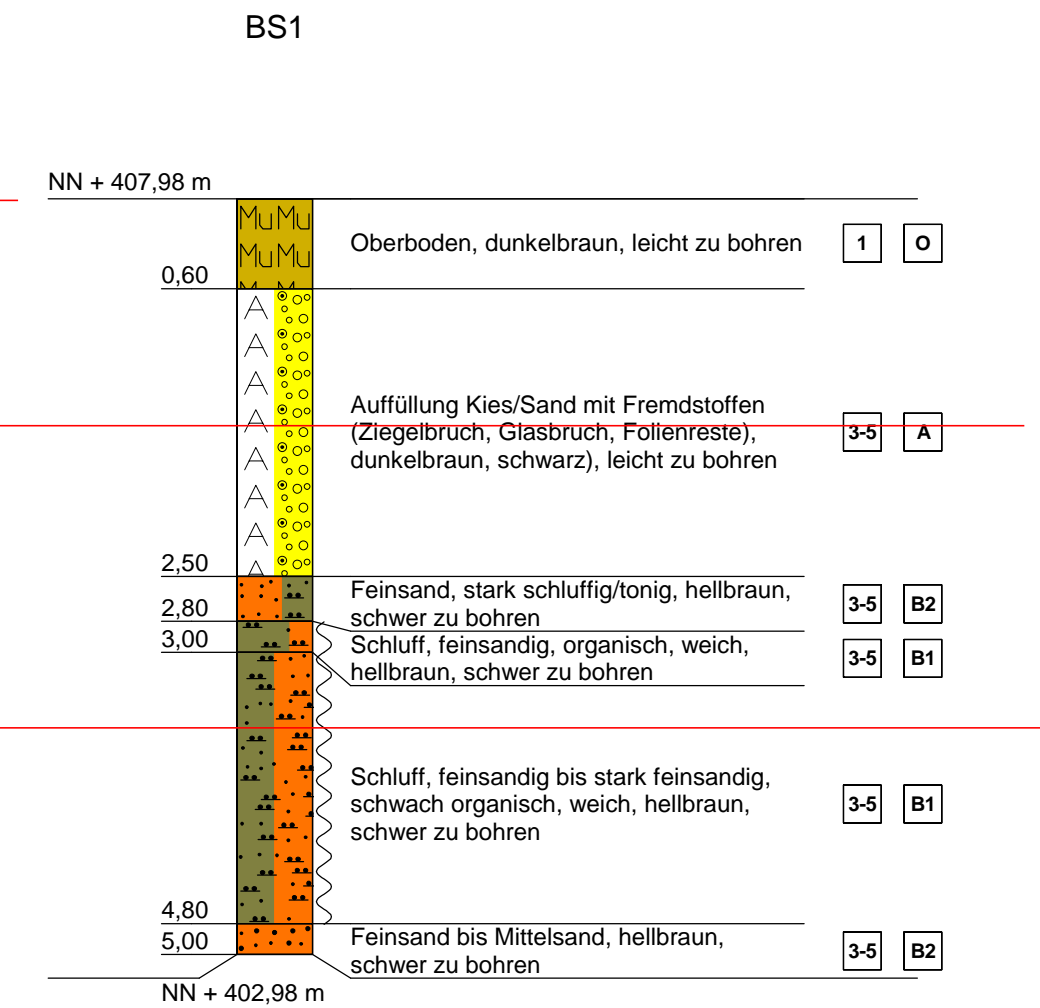 BS1
NN + 407,98 m
Mu Mu
Mu Mu
Oberboden, dunkelbraun, leicht zu bohren
1 O
0,60
A
A
A
A
A
A
A
A
Auffüllung Kies/Sand mit Fremdstoffen
(Ziegelbruch, Glasbruch, Folienreste),
dunkelbraun, schwarz), leicht zu bohren
3-5 A
2,50
Feinsand, stark schluffig/tonig, hellbraun,
schwer zu bohren
3-5 B2
2,80
Schluff, feinsandig, organisch, weich,
hellbraun, schwer zu bohren
3-5 B1
3,00
Schluff, feinsandig bis stark feinsandig,
schwach organisch, weich, hellbraun,
schwer zu bohren
3-5 B1
4,80
Feinsand bis Mittelsand, hellbraun,
schwer zu bohren
3-5 B2
5,00
NN + 402,98 m